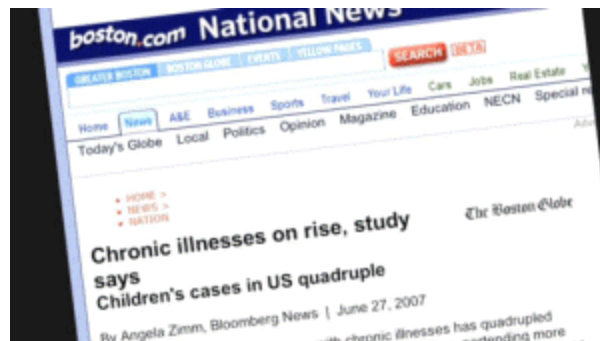 boston.com National News
GREATER BOSTON BOSTON GLOBE EVENTS YELLOW PAGES
SEARCH BETA
Home News A&E Business Sports Travel Your Life Cars Jobs Real Estate
Today's Globe Local Politics Opinion Magazine Education NECN Special
• HOME >
• NEWS >
• NATION
The Boston Globe
Chronic illnesses on rise, study
says
Children's cases in US quadruple
By Angela Zimm, Bloomberg News | June 27, 2007
with chronic illnesses has quadrupled
more